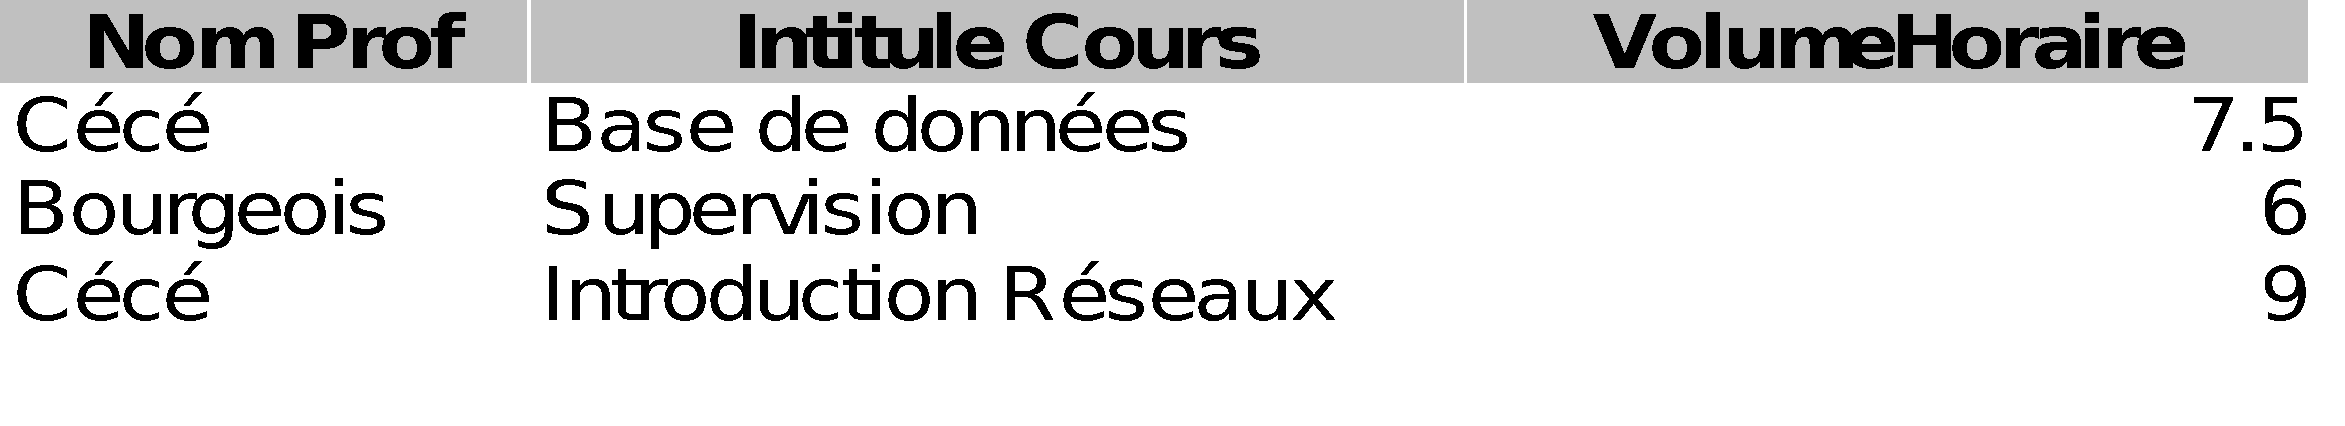 Nom Prof Intitule Cours VolumeHoraire
Cécé Base de données 7.5
Bourgeois Supervision 6
Cécé Introduction Réseaux 9